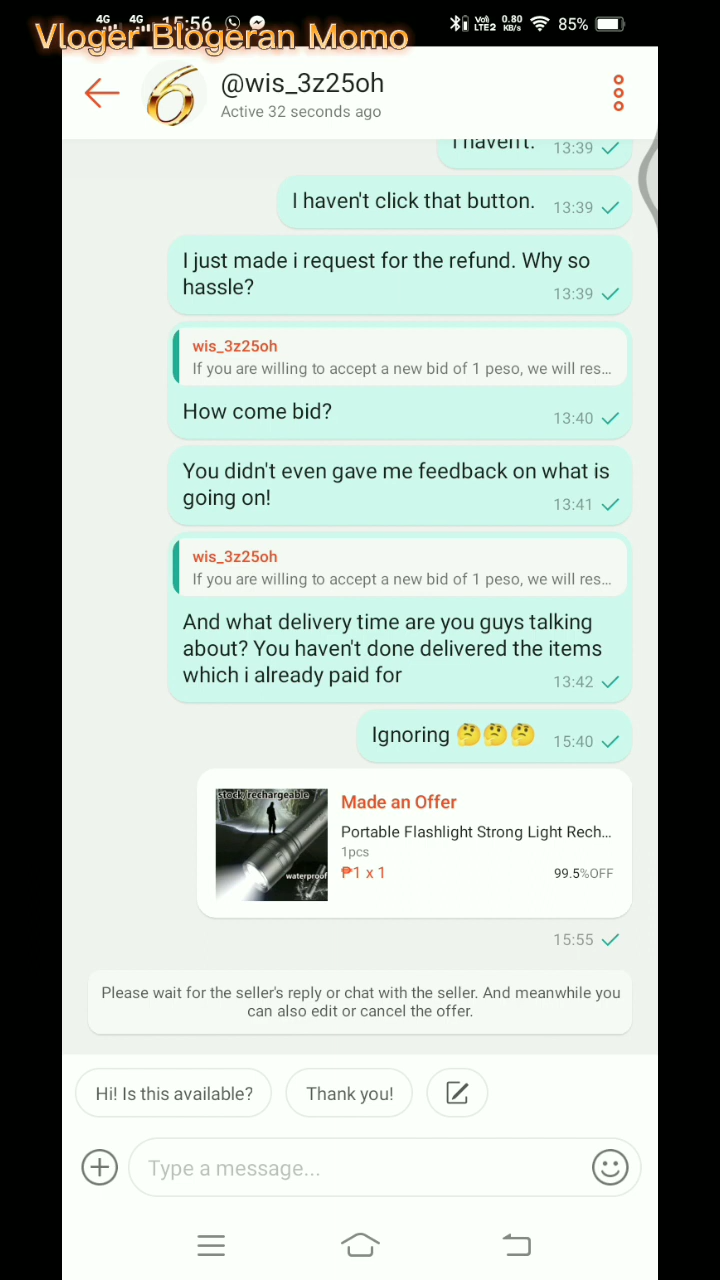 4G 4G 15:56
Vloger Blogeran Momo
Vo) LTE2 0.80 KB/s 85%
@wis_3z25oh
Active 32 seconds ago
I haven't. 13:39
I haven't click that button. 13:39
I just made i request for the refund. Why so
hassle? 13:39
wis_3z25oh
If you are willing to accept a new bid of 1 peso, we will res...
How come bid? 13:40
You didn't even gave me feedback on what is
going on! 13:41
wis_3z25oh
If you are willing to accept a new bid of 1 peso, we will res...
And what delivery time are you guys talking
about? You haven't done delivered the items
which i already paid for 13:42
Ignoring 🤔🤔🤔 15:40
stock, rechargeable
waterproof
Made an Offer
Portable Flashlight Strong Light Rech...
1pcs
₱1 x 1 99.5%OFF
15:55
Please wait for the seller's reply or chat with the seller. And meanwhile you
can also edit or cancel the offer.
Hi! Is this available? Thank you!
Type a message...